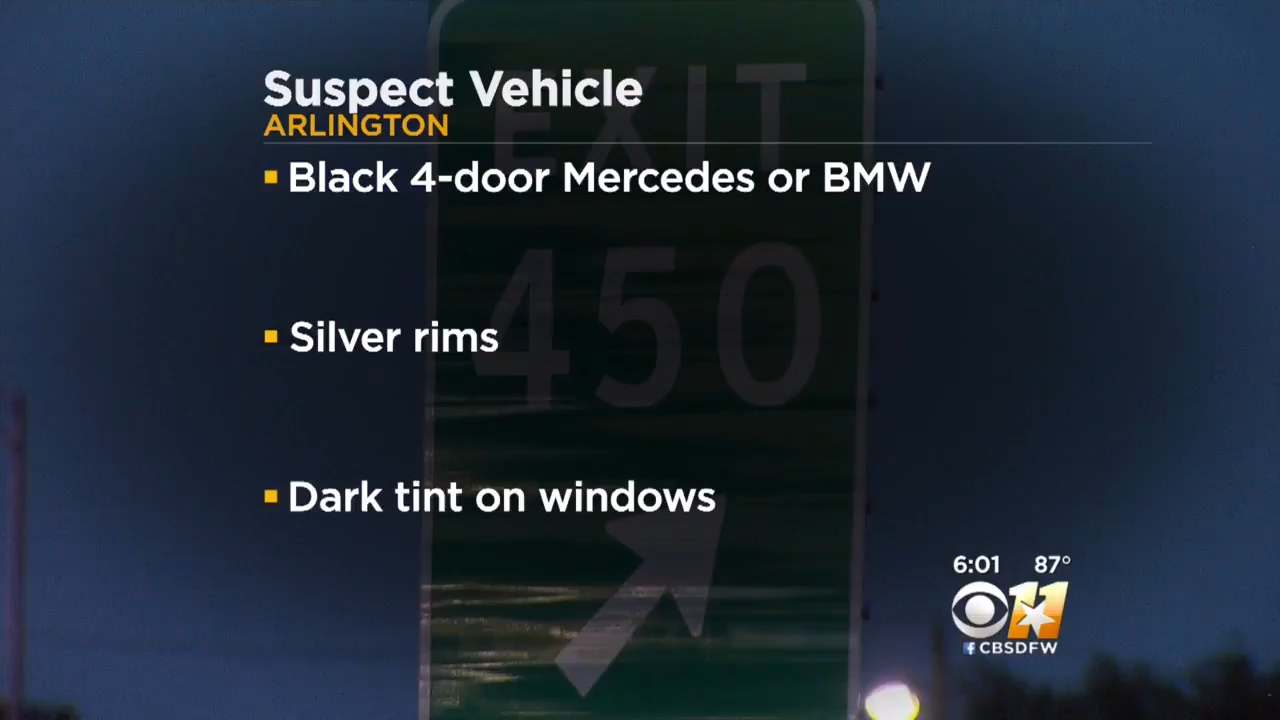 Suspect Vehicle
ARLINGTON
EXIT
Black 4-door Mercedes or BMW
450
Silver rims
Dark tint on windows
6:01 87°
11
CBSDFW